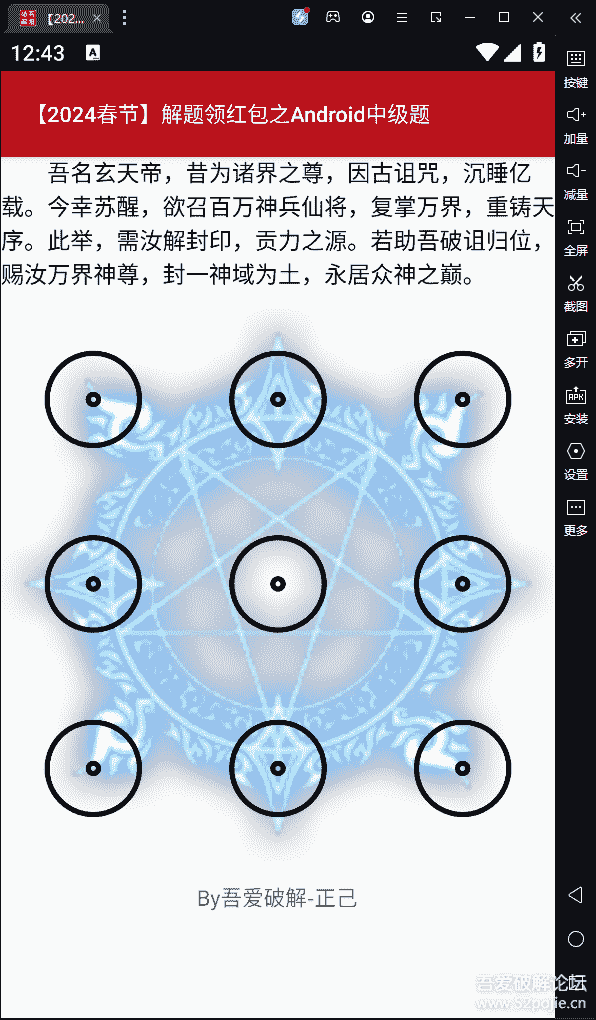 【202...
12:43
A
【2024春节】解题领红包之Android中级题
吾名玄天帝，昔为诸界之尊，因古诅咒，沉睡亿
载。今幸苏醒，欲召百万神兵仙将，复掌万界，重铸天
序。此举，需汝解封印，贡力之源。若助吾破诅归位，
赐汝万界神尊，封一神域为土，永居众神之巅。
By吾爱破解-正己
按键
加量
减量
全屏
截图
多开
APK
安装
设置
更多
吾爱破解论坛
www.52pojie.cn